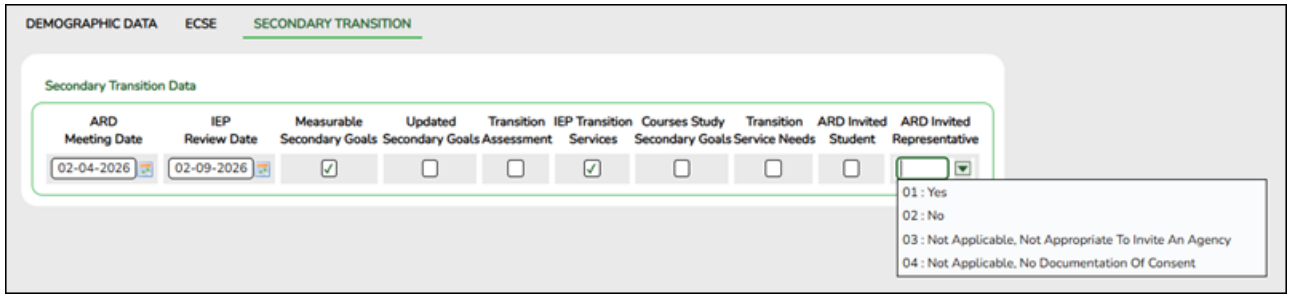 DEMOGRAPHIC DATA ECSE SECONDARY TRANSITION
Secondary Transition Data
ARD IEP Measurable Updated Transition IEP Transition Courses Study Transition ARD Invited ARD Invited
Meeting Date Review Date Secondary Goals Secondary Goals Assessment Services Secondary Goals Service Needs Student Representative
02-04-2026 02-09-2026
01 : Yes
02 : No
03 : Not Applicable, Not Appropriate To Invite An Agency
04 : Not Applicable, No Documentation Of Consent